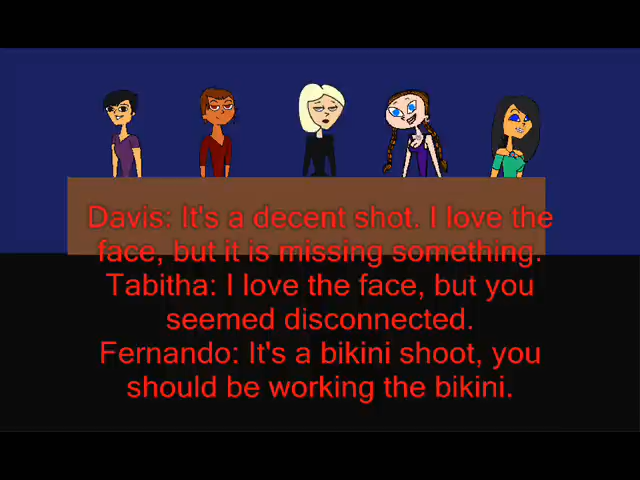 Davis: It's a decent shot. I love the
face, but it is missing something.
Tabitha: I love the face, but you
seemed disconnected.
Fernando: It's a bikini shoot, you
should be working the bikini.